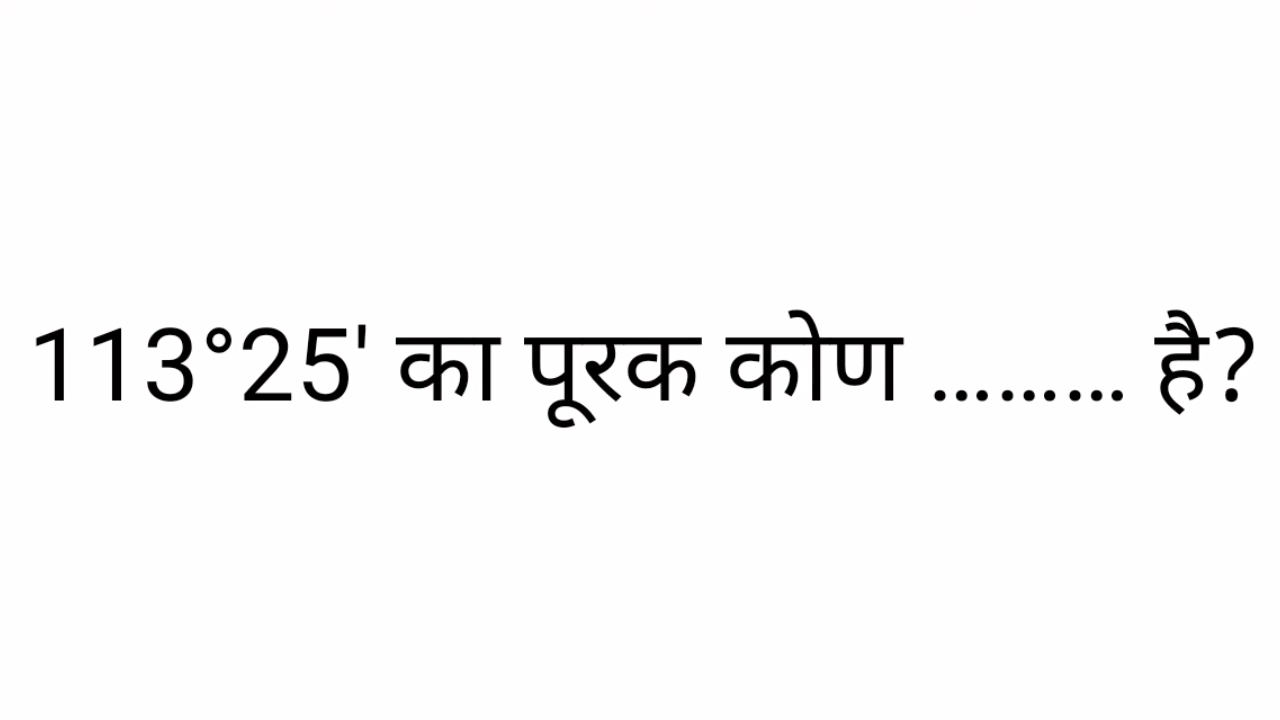 113°25' का पूरक कोण ......... है?